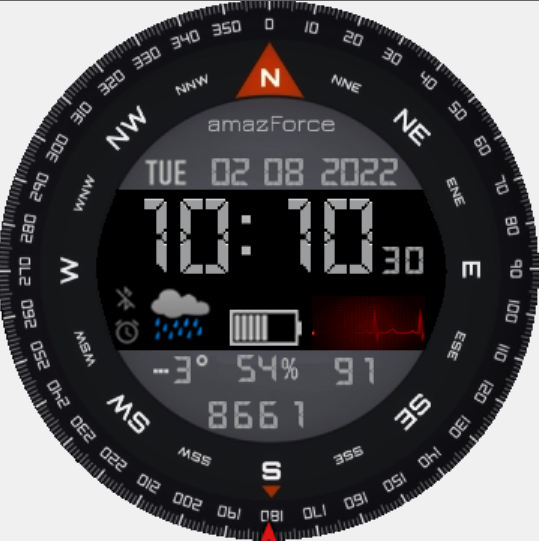 0 10 20 30 40 50 60 70 80 90 100 110 120 130 140 150 160 170 180 190 200 210 220 230 240 250 260 270 280 290 300 310 320 330 340 350
N NNE NE ENE E ESE SE SSE S SSW SW WSW W WNW NW NNW
amazForce
TUE 02 08 2022
10:10 30
--3° 54% 91
8661